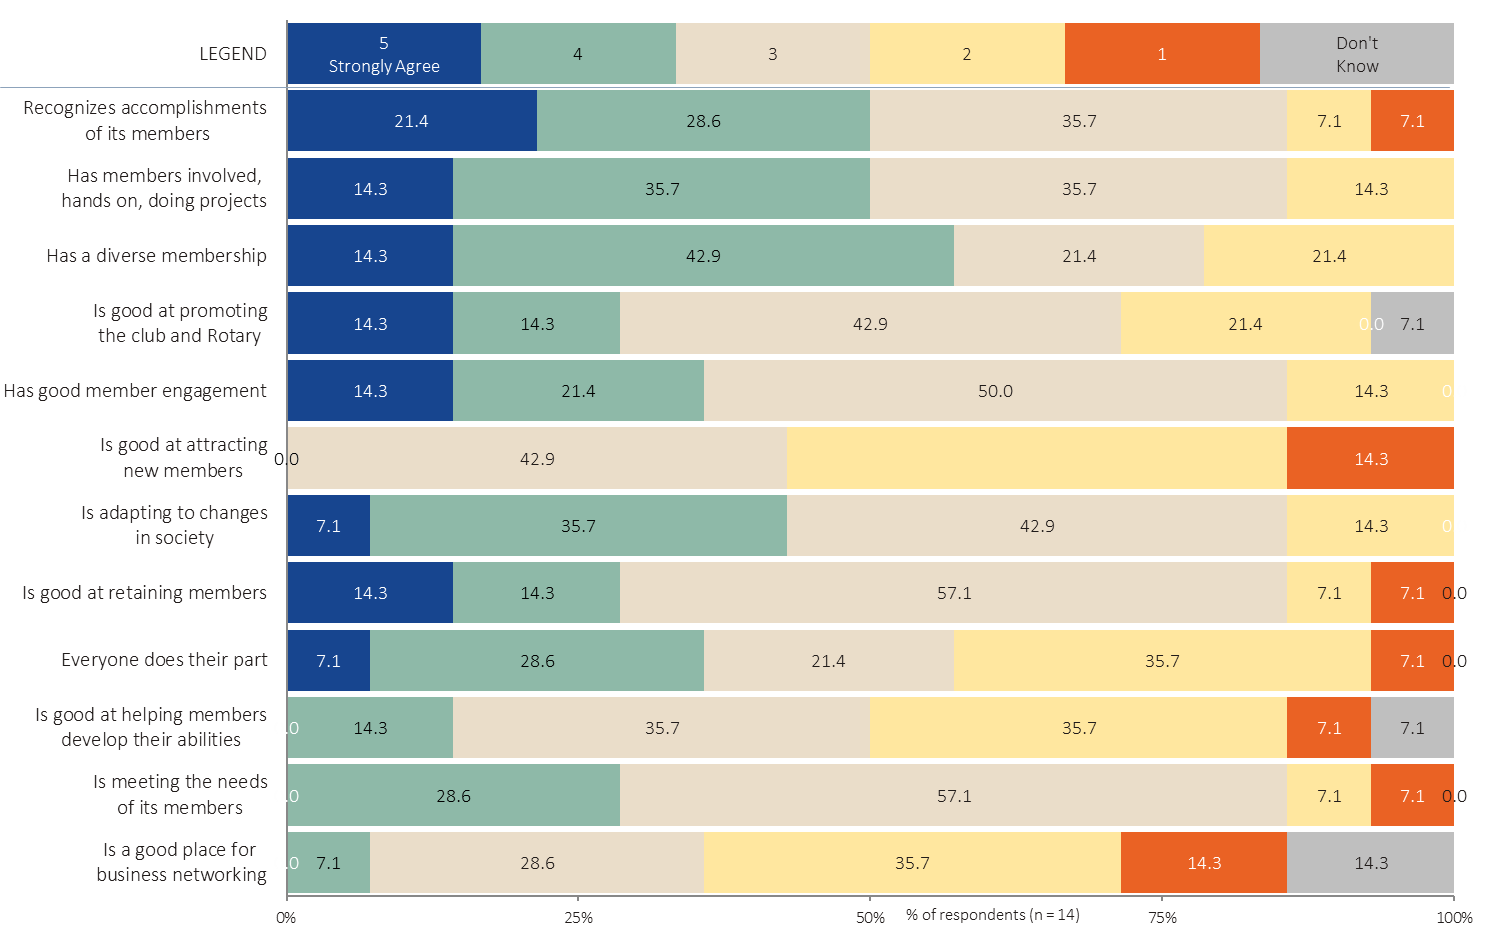 LEGEND
5
Strongly Agree
4
3
2
1
Don't
Know
Recognizes accomplishments
of its members
21.4
28.6
35.7
7.1
7.1
Has members involved,
hands on, doing projects
14.3
35.7
35.7
14.3
Has a diverse membership
14.3
42.9
21.4
21.4
Is good at promoting
the club and Rotary
14.3
14.3
42.9
21.4
0.0
7.1
Has good member engagement
14.3
21.4
50.0
14.3
0.
Is good at attracting
new members
0.0
42.9
14.3
Is adapting to changes
in society
7.1
35.7
42.9
14.3
0.
Is good at retaining members
14.3
14.3
57.1
7.1
7.1
0.0
Everyone does their part
7.1
28.6
21.4
35.7
7.1
0.0
Is good at helping members
develop their abilities
.0
14.3
35.7
35.7
7.1
7.1
Is meeting the needs
of its members
.0
28.6
57.1
7.1
7.1
0.0
Is a good place for
business networking
.0
7.1
28.6
35.7
14.3
14.3
0%
25%
50%
% of respondents (n = 14)
75%
100%